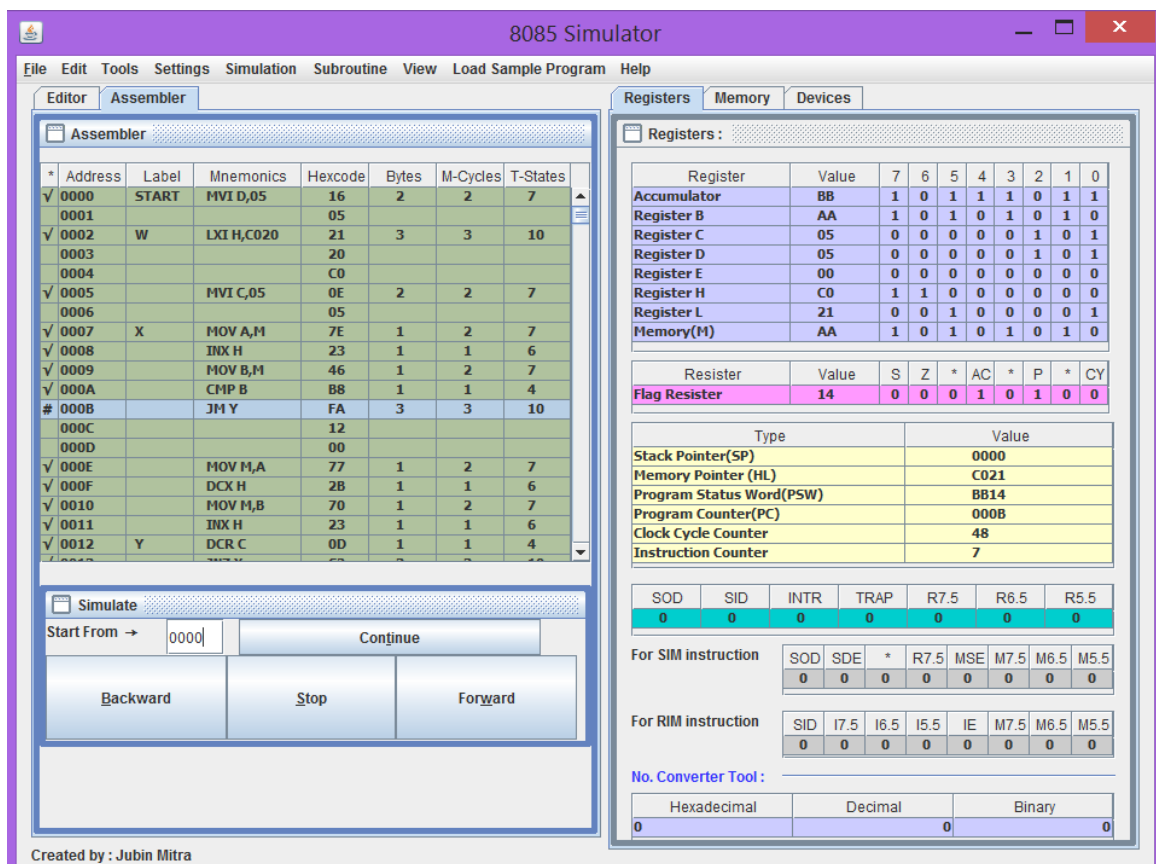 8085 Simulator
File Edit Tools Settings Simulation Subroutine View Load Sample Program Help
Editor Assembler
Assembler
* Address Label Mnemonics Hexcode Bytes M-Cycles T-States
√ 0000 START MVI D,05 16 2 2 7
0001 05
√ 0002 W LXI H,C020 21 3 3 10
0003 20
0004 C0
√ 0005 MVI C,05 0E 2 2 7
0006 05
√ 0007 X MOV A,M 7E 1 2 7
√ 0008 INX H 23 1 1 6
√ 0009 MOV B,M 46 1 2 7
√ 000A CMP B B8 1 1 4
# 000B JM Y FA 3 3 10
000C 12
000D 00
√ 000E MOV M,A 77 1 2 7
√ 000F DCX H 2B 1 1 6
√ 0010 MOV M,B 70 1 2 7
√ 0011 INX H 23 1 1 6
√ 0012 Y DCR C 0D 1 1 4
Simulate
Start From → 0000 Continue
Backward Stop Forward
Registers Memory Devices
Registers :
Register Value 7 6 5 4 3 2 1 0
Accumulator BB 1 0 1 1 1 0 1 1
Register B AA 1 0 1 0 1 0 1 0
Register C 05 0 0 0 0 0 1 0 1
Register D 05 0 0 0 0 0 1 0 1
Register E 00 0 0 0 0 0 0 0 0
Register H C0 1 1 0 0 0 0 0 0
Register L 21 0 0 1 0 0 0 0 1
Memory(M) AA 1 0 1 0 1 0 1 0
Resister Value S Z * AC * P * CY
Flag Resister 14 0 0 0 1 0 1 0 0
Type Value
Stack Pointer(SP) 0000
Memory Pointer (HL) C021
Program Status Word(PSW) BB14
Program Counter(PC) 000B
Clock Cycle Counter 48
Instruction Counter 7
SOD SID INTR TRAP R7.5 R6.5 R5.5
0 0 0 0 0 0 0
For SIM instruction SOD SDE * R7.5 MSE M7.5 M6.5 M5.5
0 0 0 0 0 0 0 0
For RIM instruction SID I7.5 I6.5 I5.5 IE M7.5 M6.5 M5.5
0 0 0 0 0 0 0 0
No. Converter Tool :
Hexadecimal Decimal Binary
0 0 0
Created by : Jubin Mitra